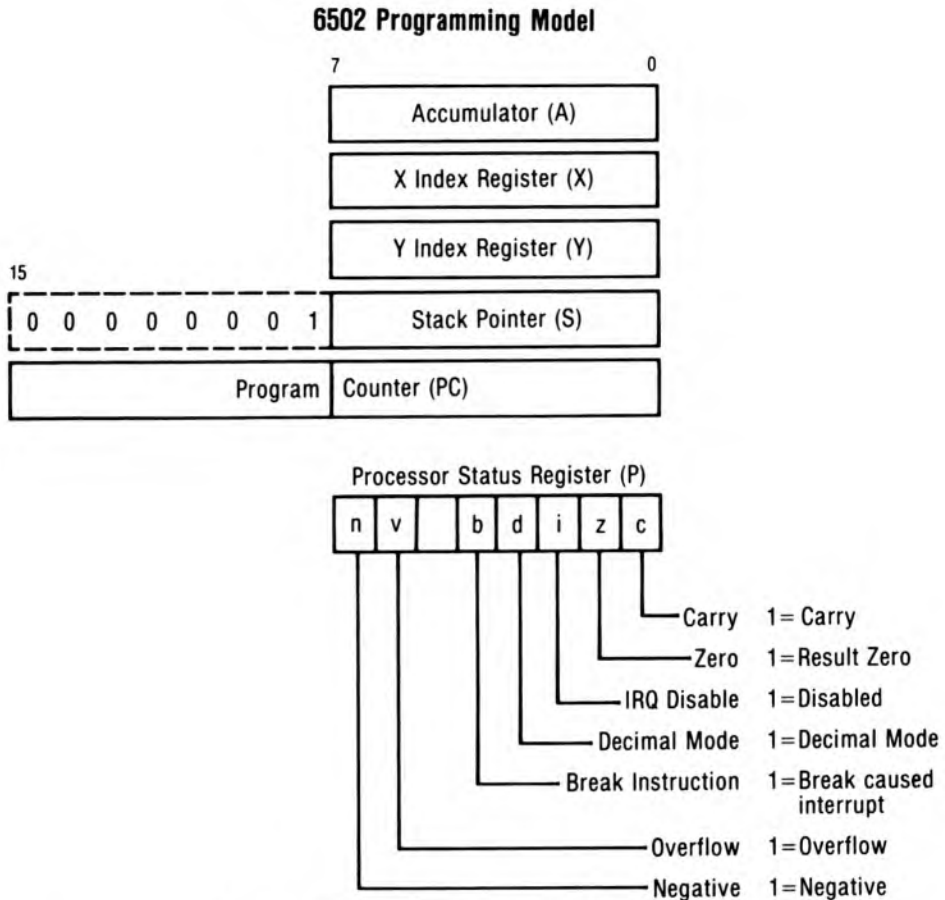 6502 Programming Model
7 0
Accumulator (A)
X Index Register (X)
Y Index Register (Y)
15
0 0 0 0 0 0 0 1 Stack Pointer (S)
Program Counter (PC)
Processor Status Register (P)
n v b d i z c
Carry 1=Carry
Zero 1=Result Zero
IRQ Disable 1=Disabled
Decimal Mode 1=Decimal Mode
Break Instruction 1=Break caused
interrupt
Overflow 1=Overflow
Negative 1=Negative